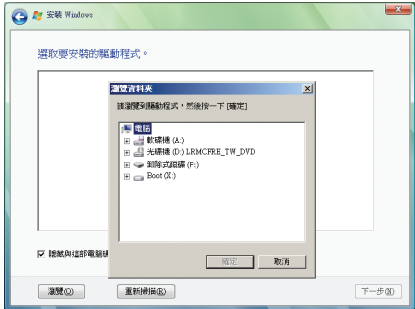 安裝 Windows
選取要安裝的驅動程式。
瀏覽資料夾
請瀏覽到驅動程式，然後按一下 [確定]
電腦
軟碟機 (A:)
光碟機 (D:) LRMCFRE_TW_DVD
卸除式磁碟 (F:)
Boot (X:)
隱藏與這部電腦
確定
取消
瀏覽(O)
重新掃描(R)
下一步(N)